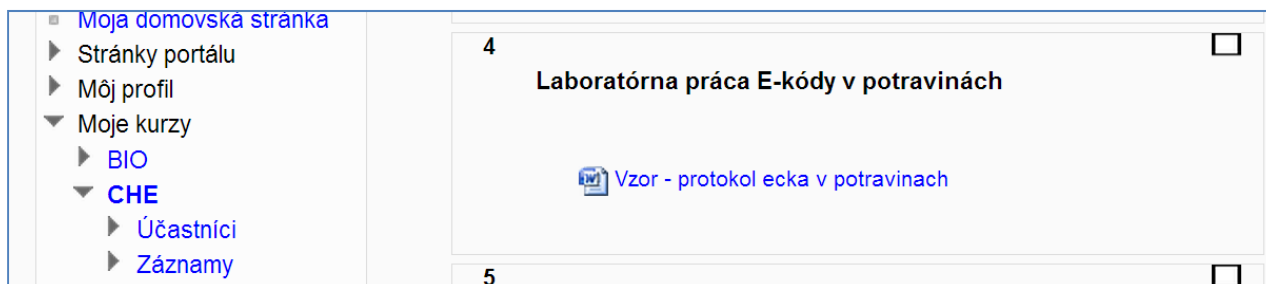 Moja domovská stránka
Stránky portálu
Môj profil
Moje kurzy
BIO
CHE
Účastníci
Záznamy
4
Laboratórna práca E-kódy v potravinách
Vzor - protokol ecka v potravinach
5